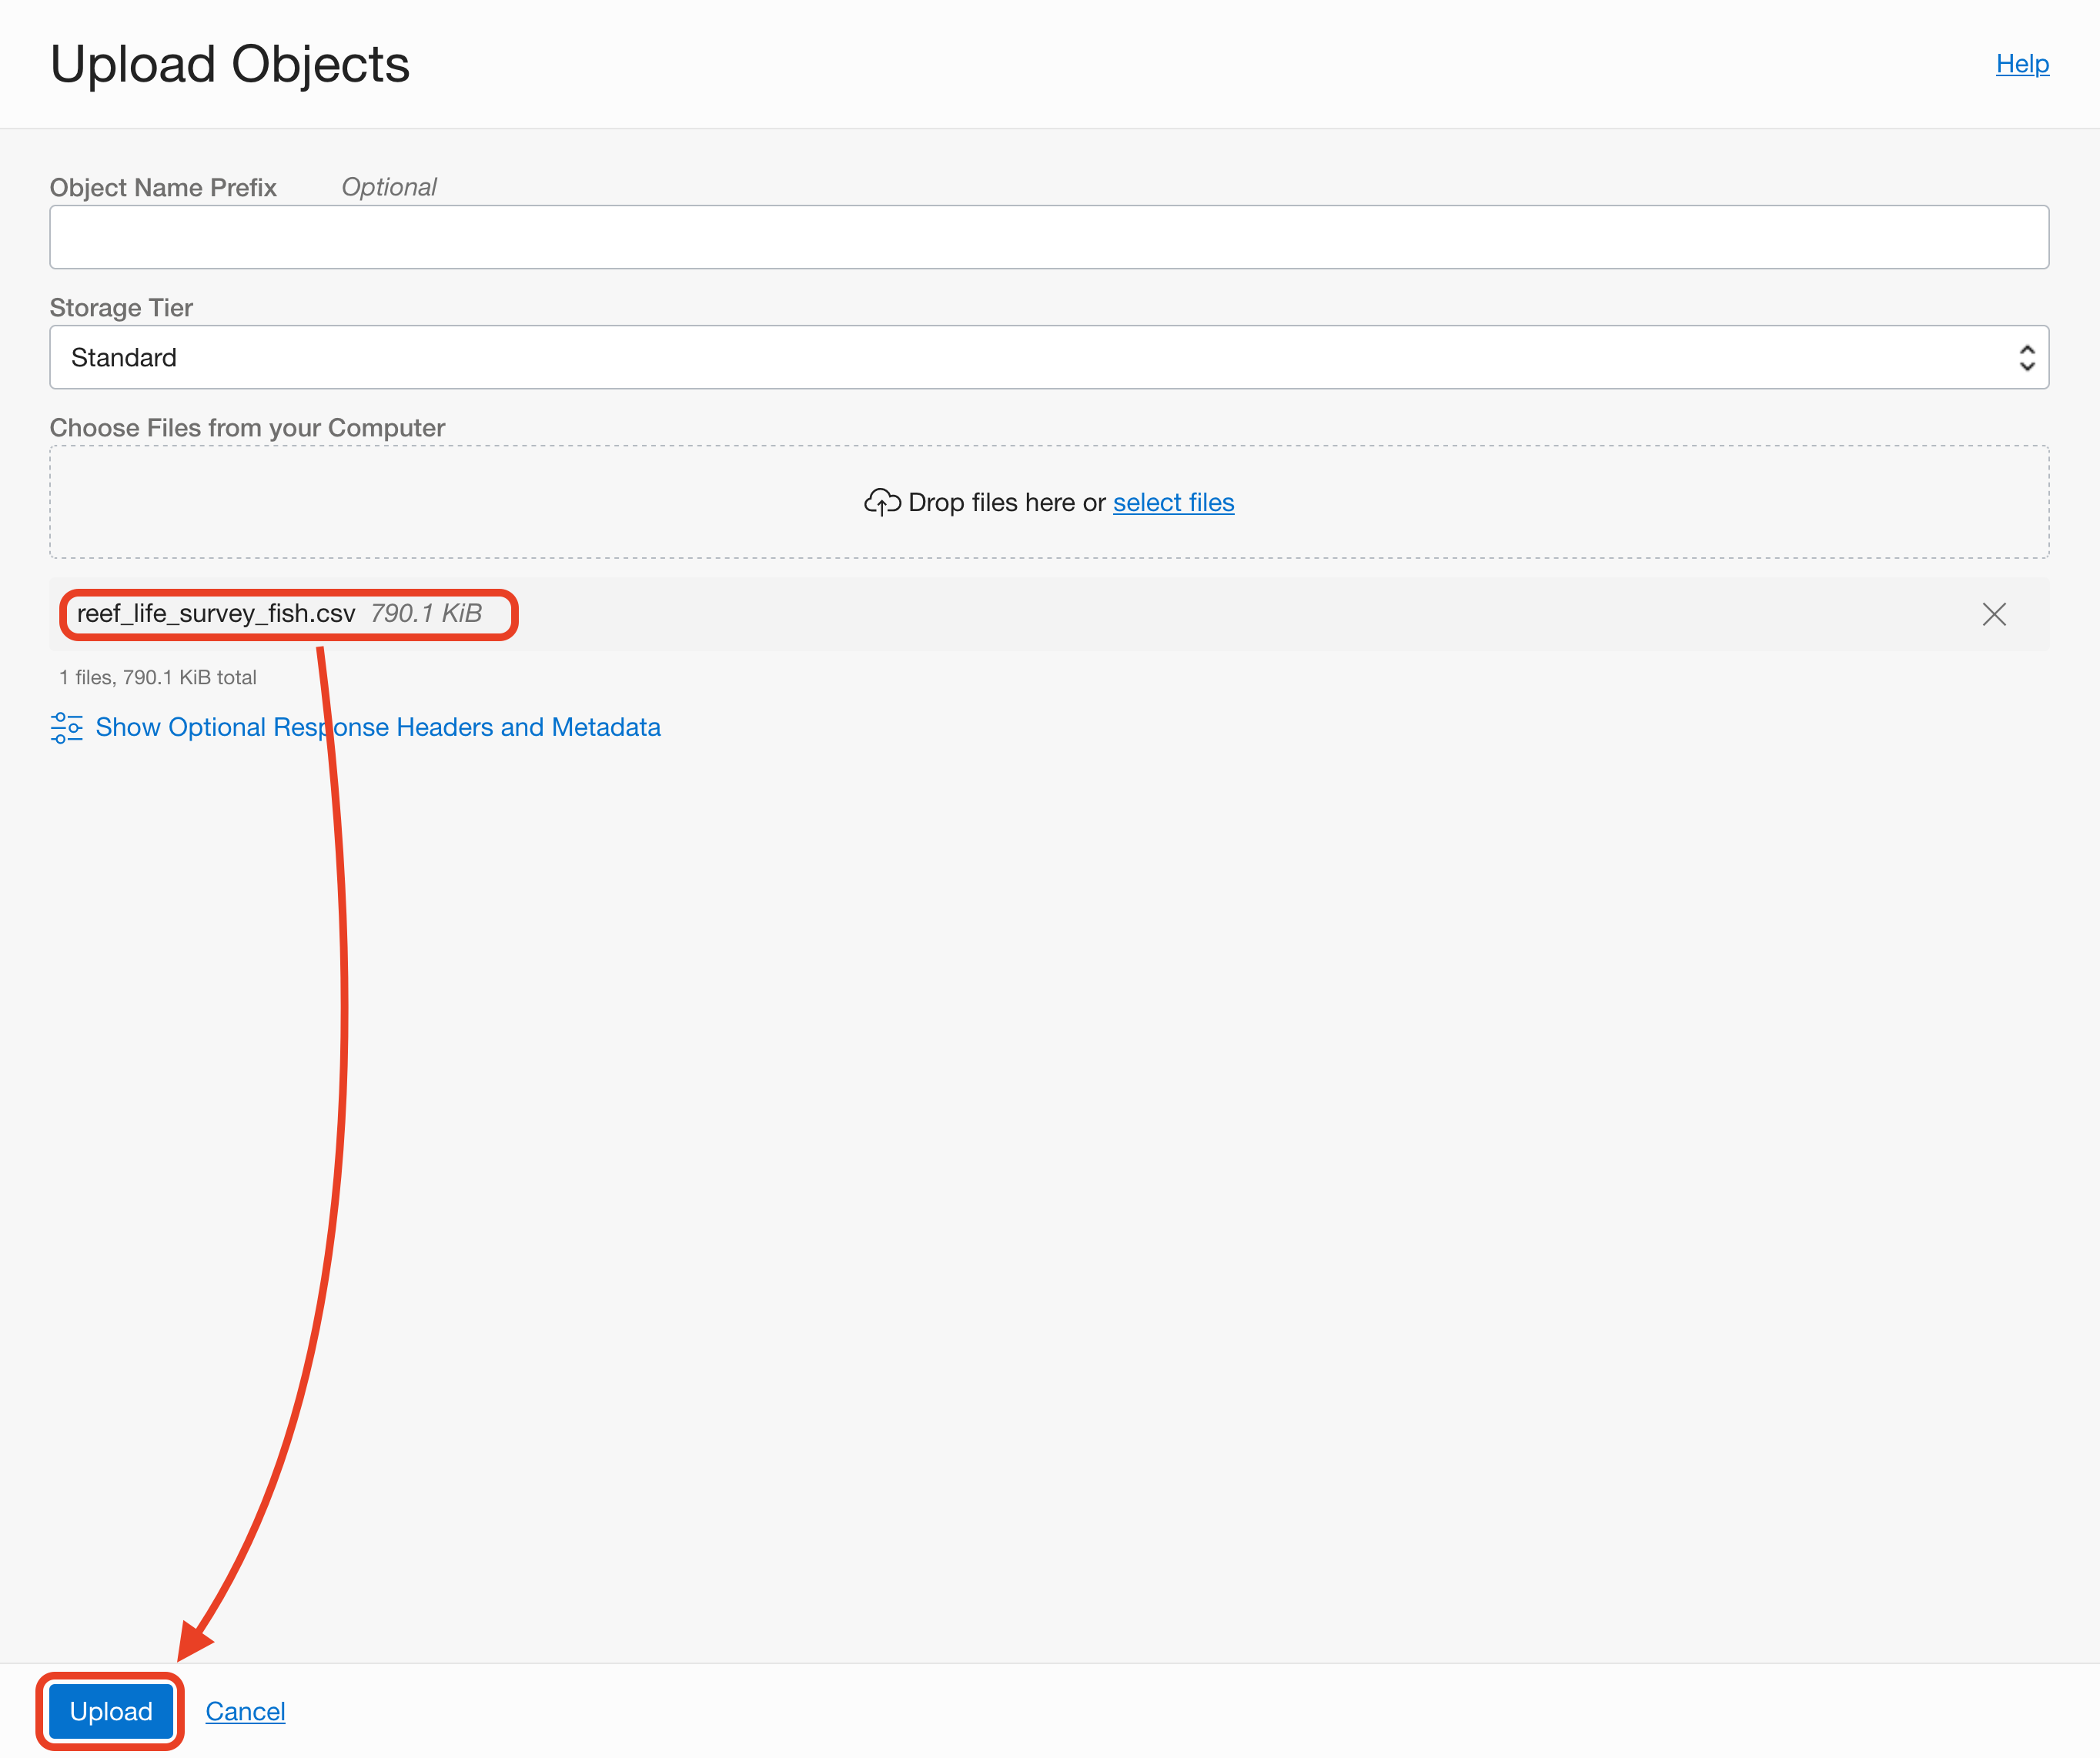 Upload Objects
Help
Object Name Prefix Optional
Storage Tier
Standard
Choose Files from your Computer
Drop files here or select files
reef_life_survey_fish.csv 790.1 KiB
1 files, 790.1 KiB total
Show Optional Response Headers and Metadata
Upload Cancel